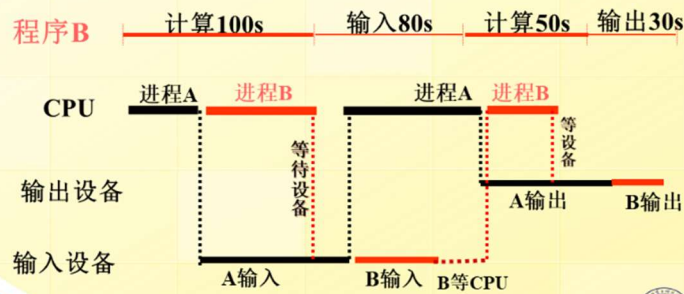 程序B 计算100s 输入80s 计算50s 输出30s
CPU 进程A 进程B 进程A 进程B
等待设备
等设备
输出设备 A输出 B输出
输入设备 A输入 B输入 B等CPU